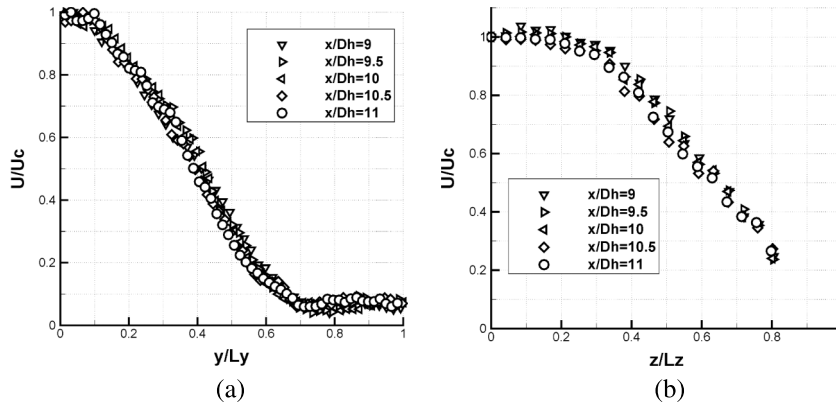 U/Uc
1
0.8
0.6
0.4
0.2
0
0 0.2 0.4 0.6 0.8 1
y/Ly
x/Dh=9
x/Dh=9.5
x/Dh=10
x/Dh=10.5
x/Dh=11
(a)
U/Uc
1
0.8
0.6
0.4
0.2
0
0 0.2 0.4 0.6 0.8
z/Lz
x/Dh=9
x/Dh=9.5
x/Dh=10
x/Dh=10.5
x/Dh=11
(b)